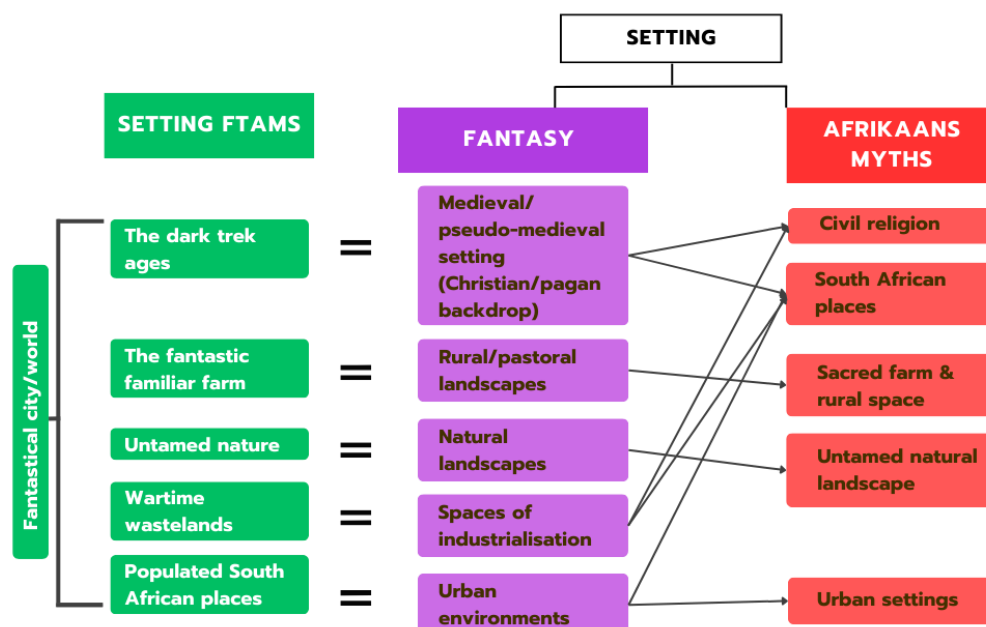 SETTING
SETTING FTAMS
FANTASY
AFRIKAANS
MYTHS
Fantastical city/world
The dark trek
ages
=
Medieval/
pseudo-medieval
setting
(Christian/pagan
backdrop)
Civil religion
South African
places
The fantastic
familiar farm
=
Rural/pastoral
landscapes
Sacred farm &
rural space
Untamed nature
=
Natural
landscapes
Untamed natural
landscape
Wartime
wastelands
=
Spaces of
industrialisation
Populated South
African places
=
Urban
environments
Urban settings